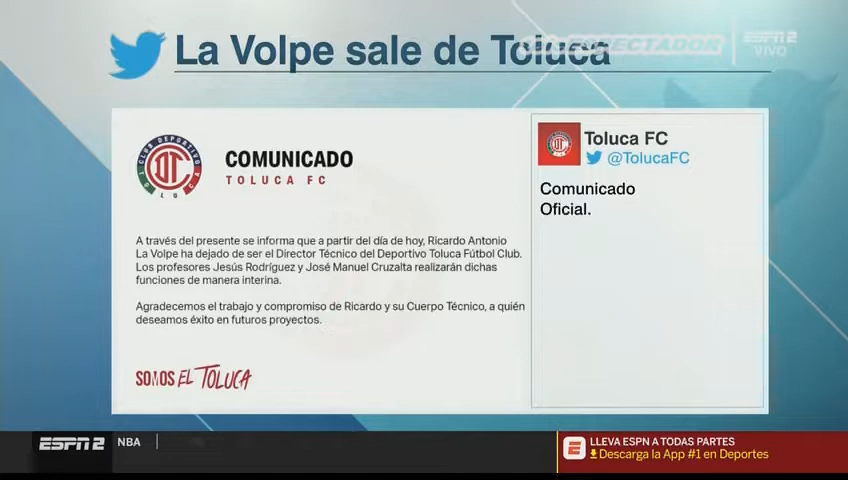 La Volpe sale de Toluca
ESPN 2
VIVO
CLUB DEPORTIVO
TOLUCA
COMUNICADO
TOLUCA FC
A través del presente se informa que a partir del día de hoy, Ricardo Antonio
La Volpe ha dejado de ser el Director Técnico del Deportivo Toluca Fútbol Club.
Los profesores Jesús Rodríguez y José Manuel Cruzalta realizarán dichas
funciones de manera interina.
Agradecemos el trabajo y compromiso de Ricardo y su Cuerpo Técnico, a quién
deseamos éxito en futuros proyectos.
SOMOS EL TOLUCA
Toluca FC
@TolucaFC
Comunicado
Oficial.
ESPN 2
NBA
E
LLEVA ESPN A TODAS PARTES
Descarga la App #1 en Deportes